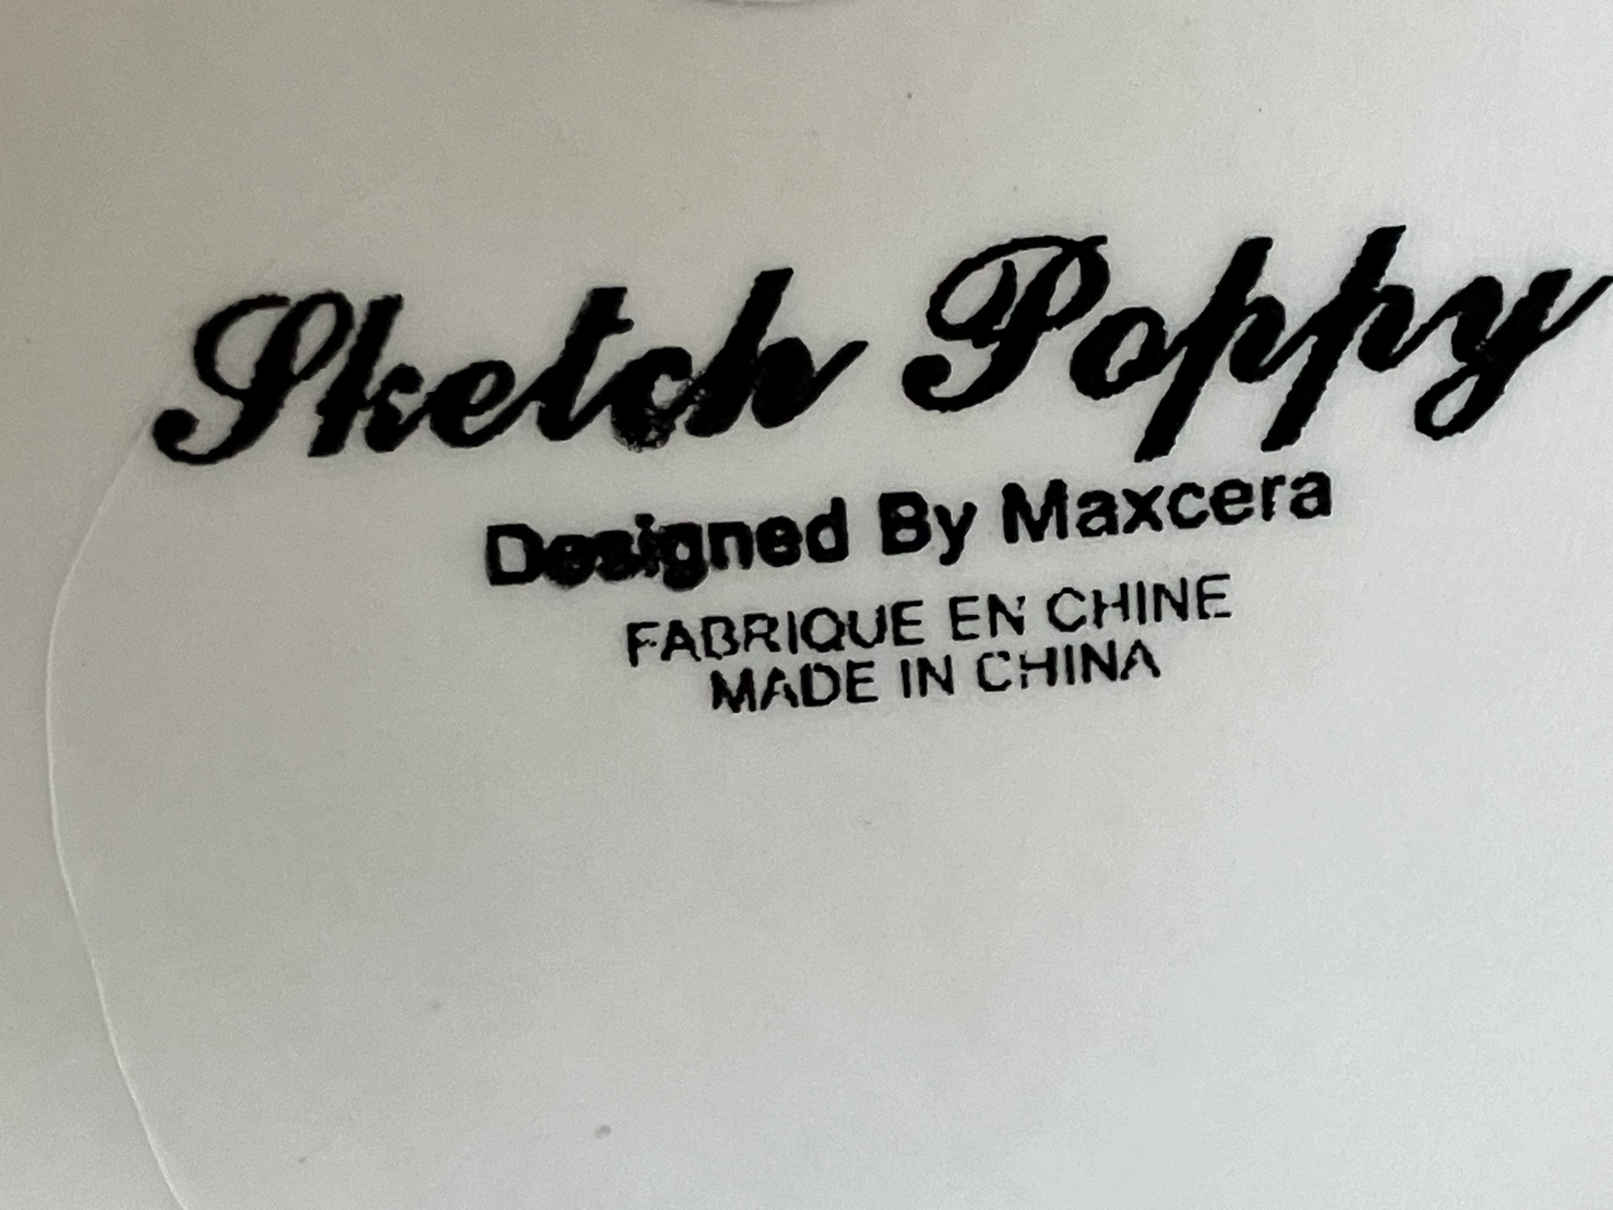 Sketch Poppy
Designed By Maxcera
FABRIQUE EN CHINE
MADE IN CHINA